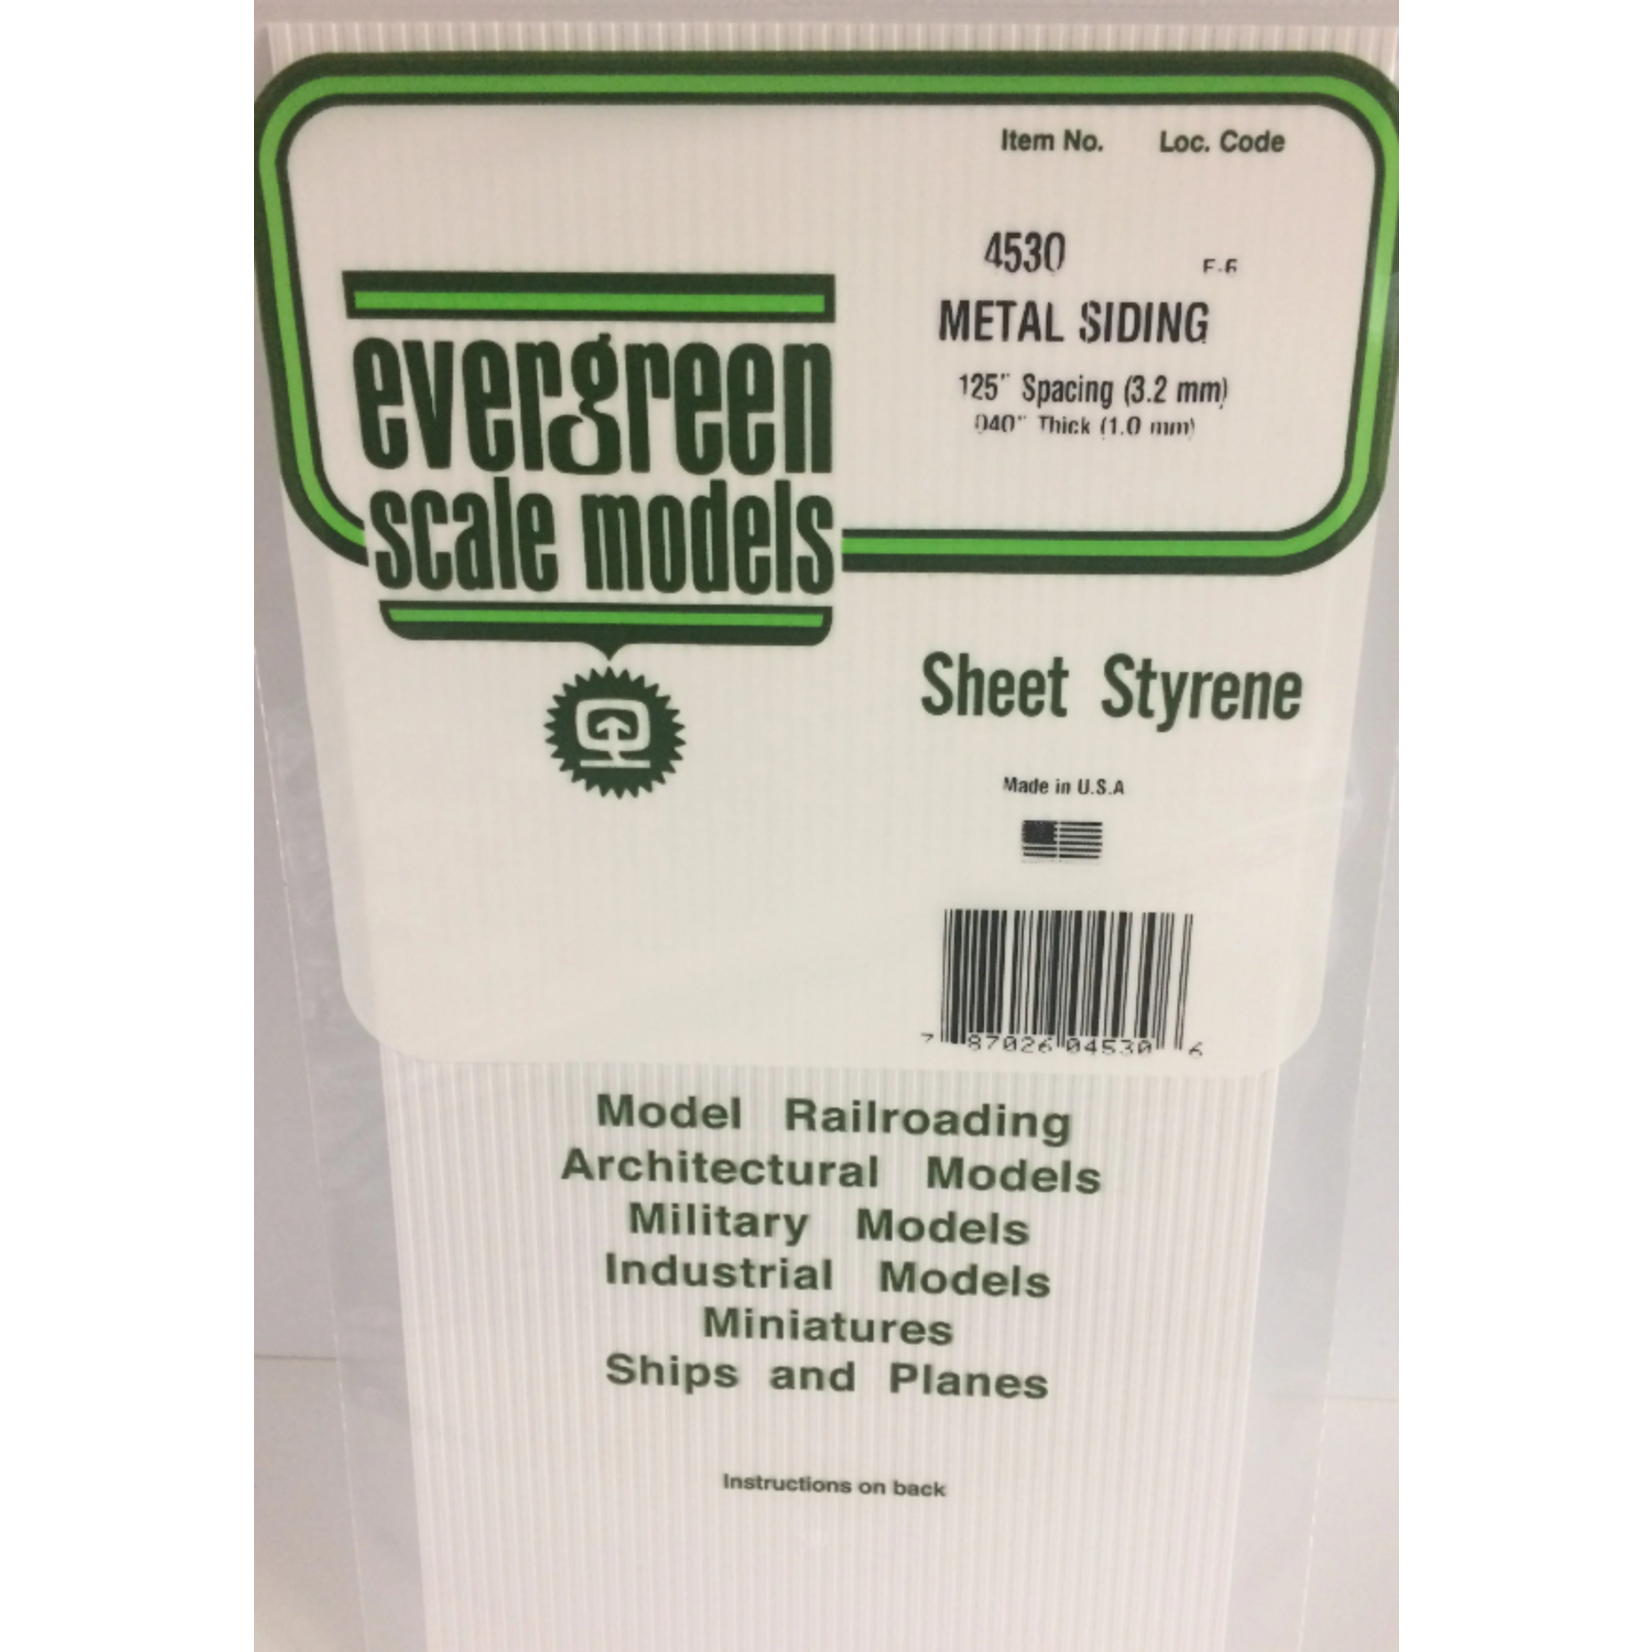 Item No. Loc. Code
4530
METAL SIDING
125" Spacing (3.2 mm)
.040" Thick (1.0 mm)
evergreen
scale models
Sheet Styrene
Made in U.S.A
7 87026 04530 6
Model Railroading
Architectural Models
Military Models
Industrial Models
Miniatures
Ships and Planes
Instructions on back